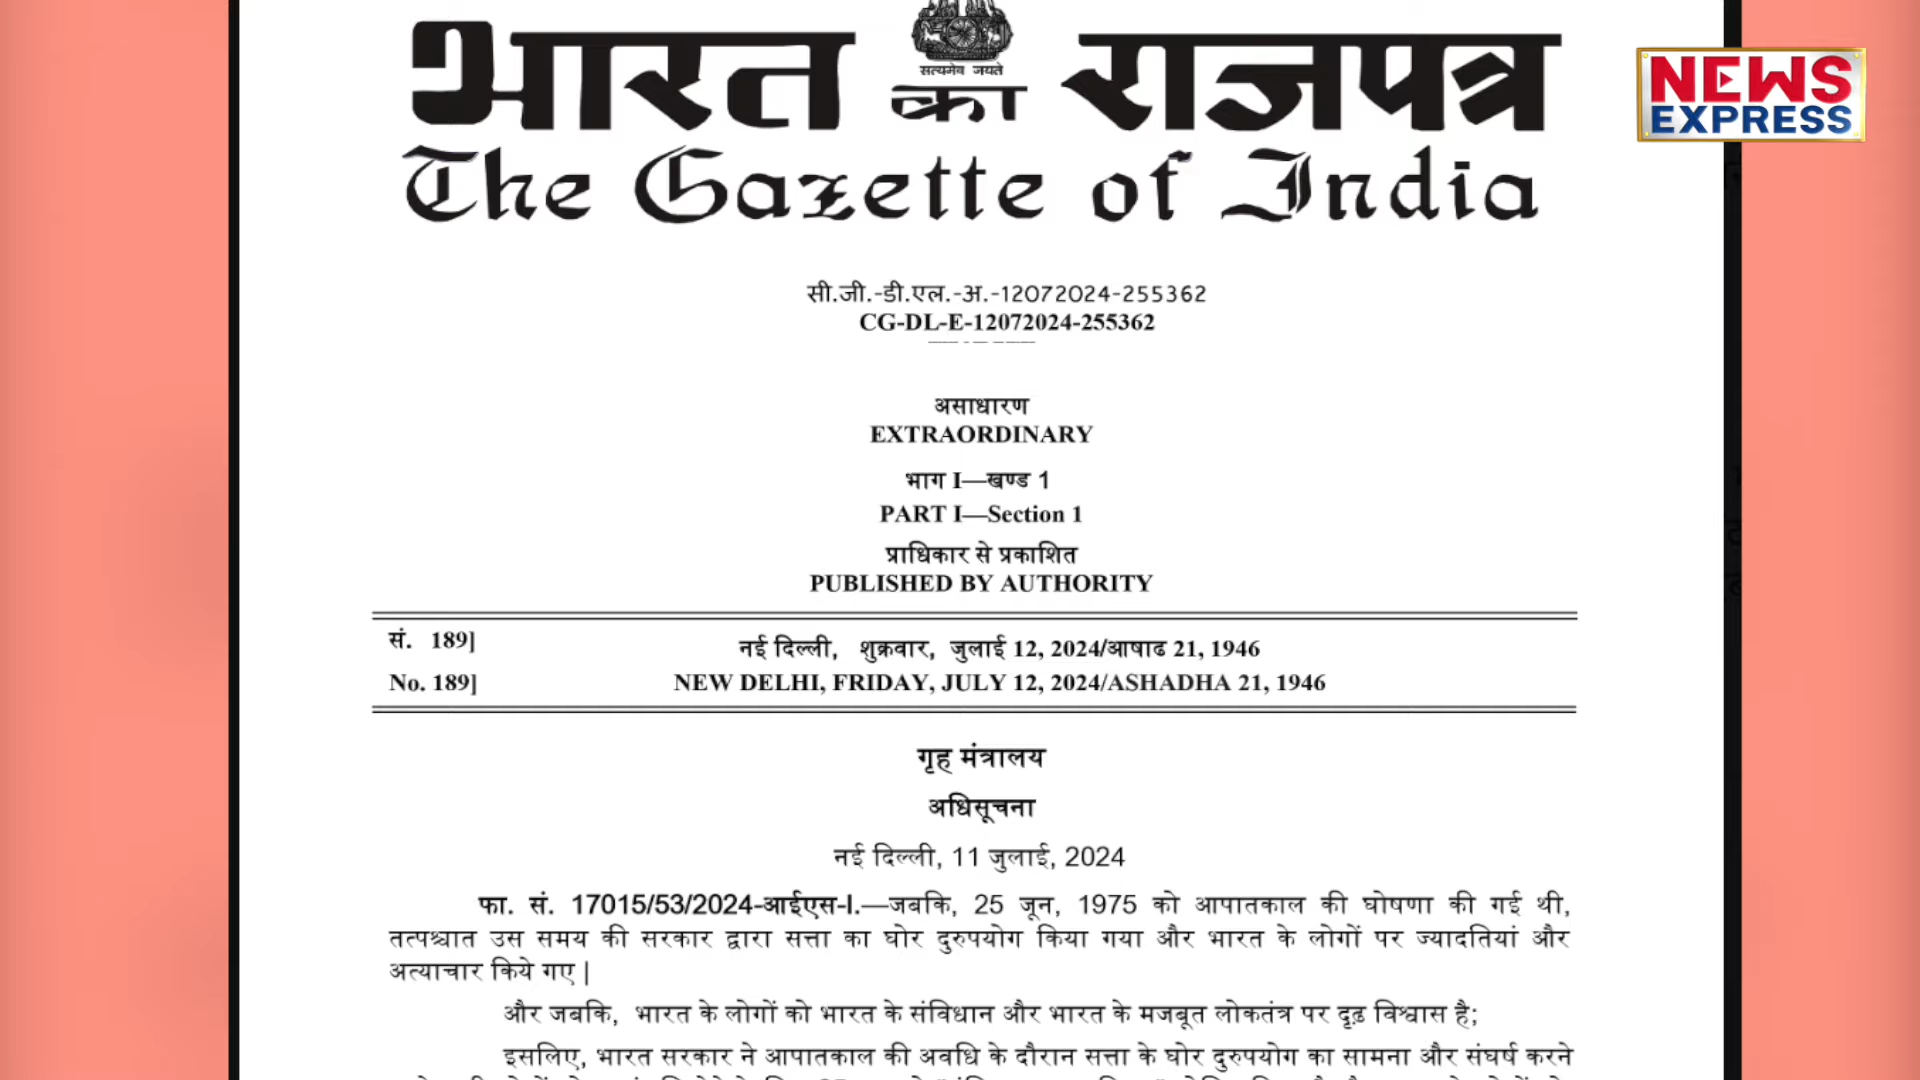 भारत का राजपत्र
सत्यमेव जयते
NEWS
EXPRESS
The Gazette of India
सी.जी.-डी.एल.-अ.-12072024-255362
CG-DL-E-12072024-255362
असाधारण
EXTRAORDINARY
भाग I—खण्ड 1
PART I—Section 1
प्राधिकार से प्रकाशित
PUBLISHED BY AUTHORITY
सं. 189] नई दिल्ली, शुक्रवार, जुलाई 12, 2024/आषाढ 21, 1946
No. 189] NEW DELHI, FRIDAY, JULY 12, 2024/ASHADHA 21, 1946
गृह मंत्रालय
अधिसूचना
नई दिल्ली, 11 जुलाई, 2024
फा. सं. 17015/53/2024-आईएस-I.—जबकि, 25 जून, 1975 को आपातकाल की घोषणा की गई थी,
तत्पश्चात उस समय की सरकार द्वारा सत्ता का घोर दुरुपयोग किया गया और भारत के लोगों पर ज्यादतियां और
अत्याचार किये गए |
और जबकि, भारत के लोगों को भारत के संविधान और भारत के मजबूत लोकतंत्र पर दृढ़ विश्वास है;
इसलिए, भारत सरकार ने आपातकाल की अवधि के दौरान सत्ता के घोर दुरुपयोग का सामना और संघर्ष करने